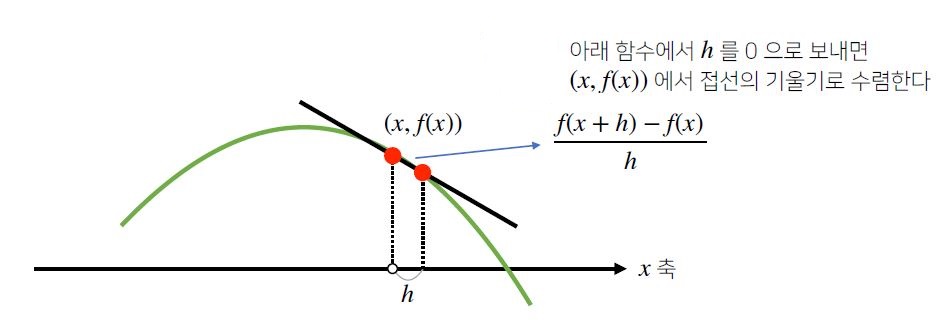 아래 함수에서 h 를 0 으로 보내면
(x, f(x)) 에서 접선의 기울기로 수렴한다
(x, f(x))
f(x + h) − f(x)
h
x 축
h